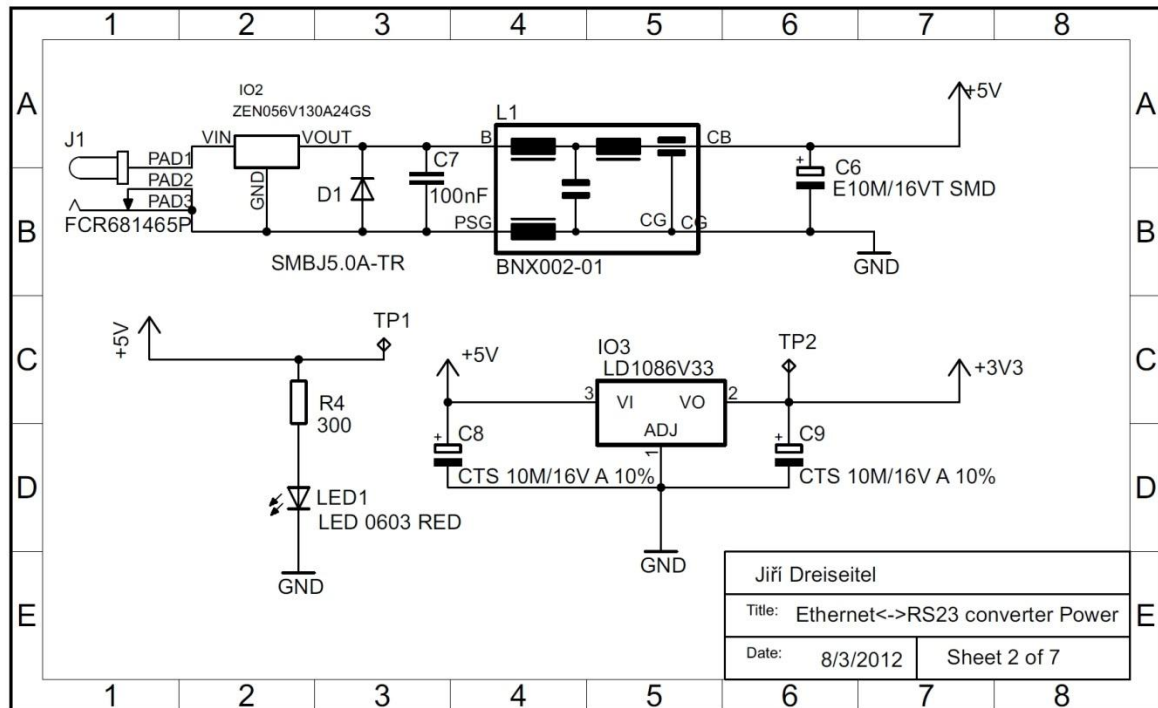 1 2 3 4 5 6 7 8
A
IO2
ZEN056V130A24GS
L1
+5V
A
J1
VIN
VOUT
B
CB
PAD1
PAD2
PAD3
GND
D1
C7
100nF
C6
E10M/16VT SMD
B
FCR681465P
PSG
CG
CG
B
SMBJ5.0A-TR
BNX002-01
GND
C
+5V
TP1
+5V
IO3
LD1086V33
TP2
+3V3
C
3
VI
VO
2
ADJ
1
R4
300
C8
CTS 10M/16V A 10%
C9
CTS 10M/16V A 10%
D
LED1
LED 0603 RED
D
GND
GND
E
Jiří Dreiseitel
Title: Ethernet<->RS23 converter Power
Date: 8/3/2012
Sheet 2 of 7
E
1 2 3 4 5 6 7 8